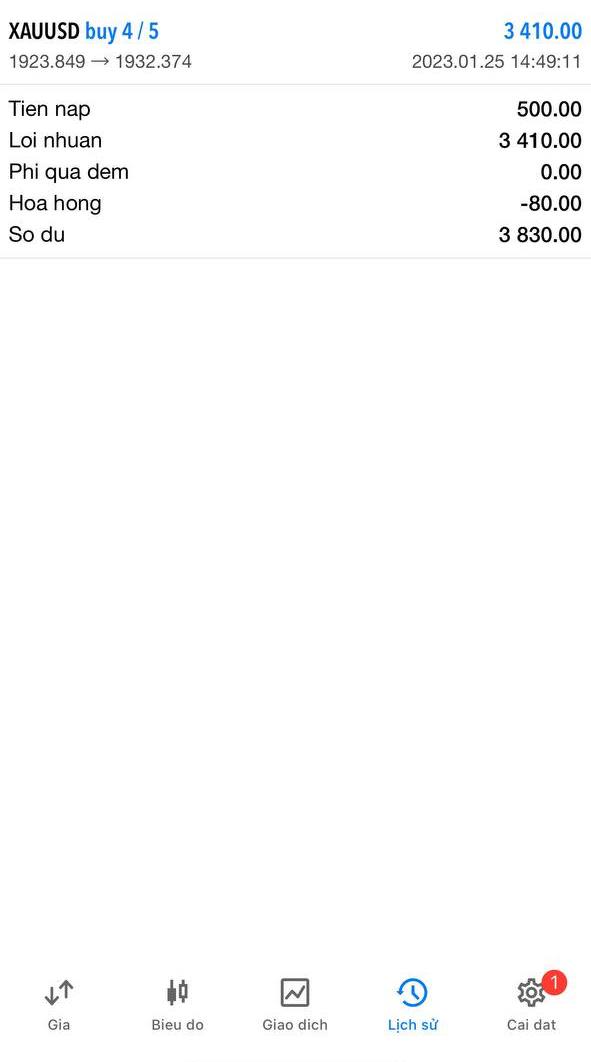 XAUUSD buy 4 / 5 3 410.00
1923.849 → 1932.374 2023.01.25 14:49:11
Tien nap 500.00
Loi nhuan 3 410.00
Phi qua dem 0.00
Hoa hong -80.00
So du 3 830.00
1
Gia Bieu do Giao dich Lịch sử Cai dat